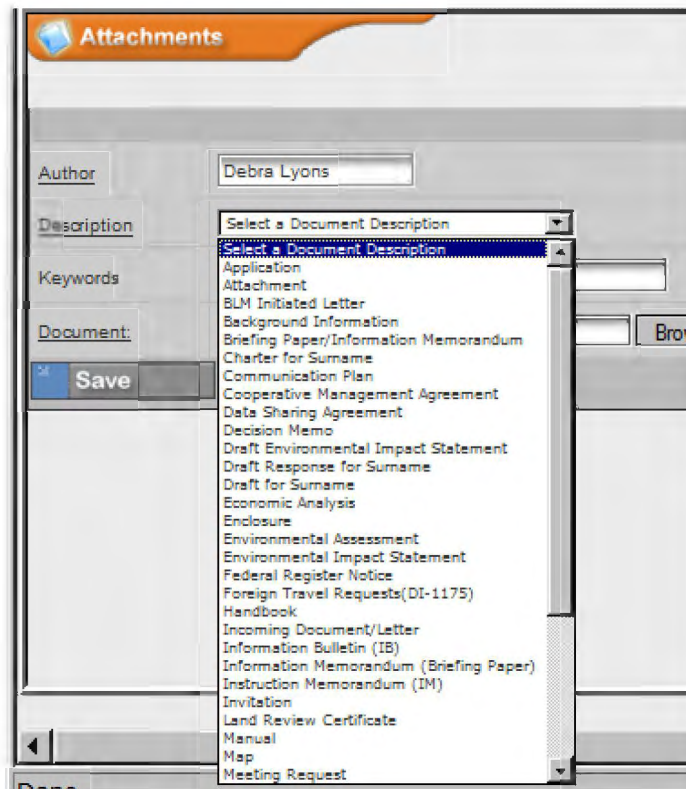 Attachments
Author
Debra Lyons
Description
Select a Document Description
Select a Document Description
Application
Attachment
BLM Initiated Letter
Background Information
Briefing Paper/Information Memorandum
Charter for Surname
Communication Plan
Cooperative Management Agreement
Data Sharing Agreement
Decision Memo
Draft Environmental Impact Statement
Draft Response for Surname
Draft for Surname
Economic Analysis
Enclosure
Environmental Assessment
Environmental Impact Statement
Federal Register Notice
Foreign Travel Requests(DI-1175)
Handbook
Incoming Document/Letter
Information Bulletin (IB)
Information Memorandum (Briefing Paper)
Instruction Memorandum (IM)
Invitation
Land Review Certificate
Manual
Map
Meeting Request
Keywords
Document:
Brow
Save